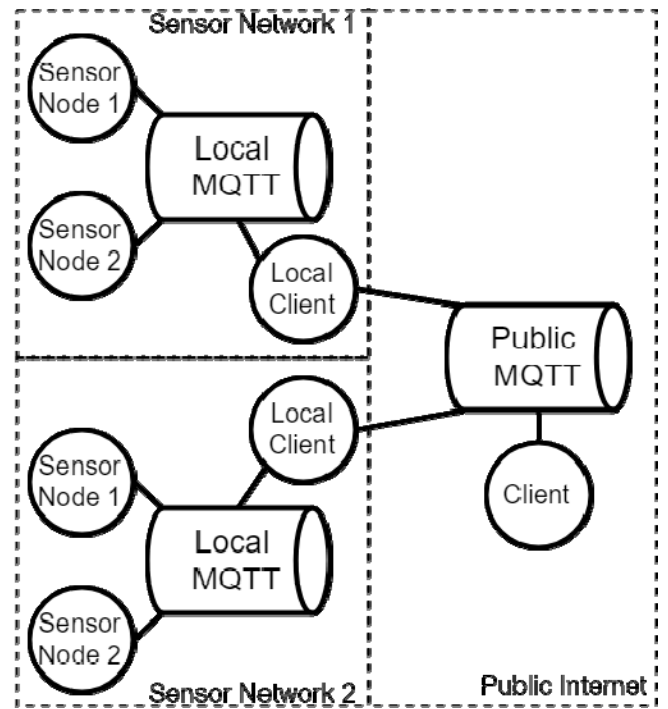 Sensor Network 1
Sensor
Node 1
Local
MQTT
Sensor
Node 2
Local
Client
Public
MQTT
Local
Client
Sensor
Node 1
Client
Local
MQTT
Sensor
Node 2
Sensor Network 2
Public Internet